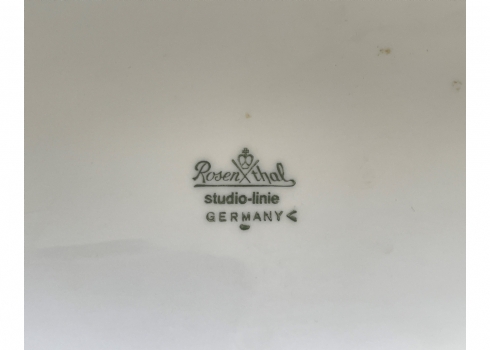 Rosenthal
studio-linie
GERMANY